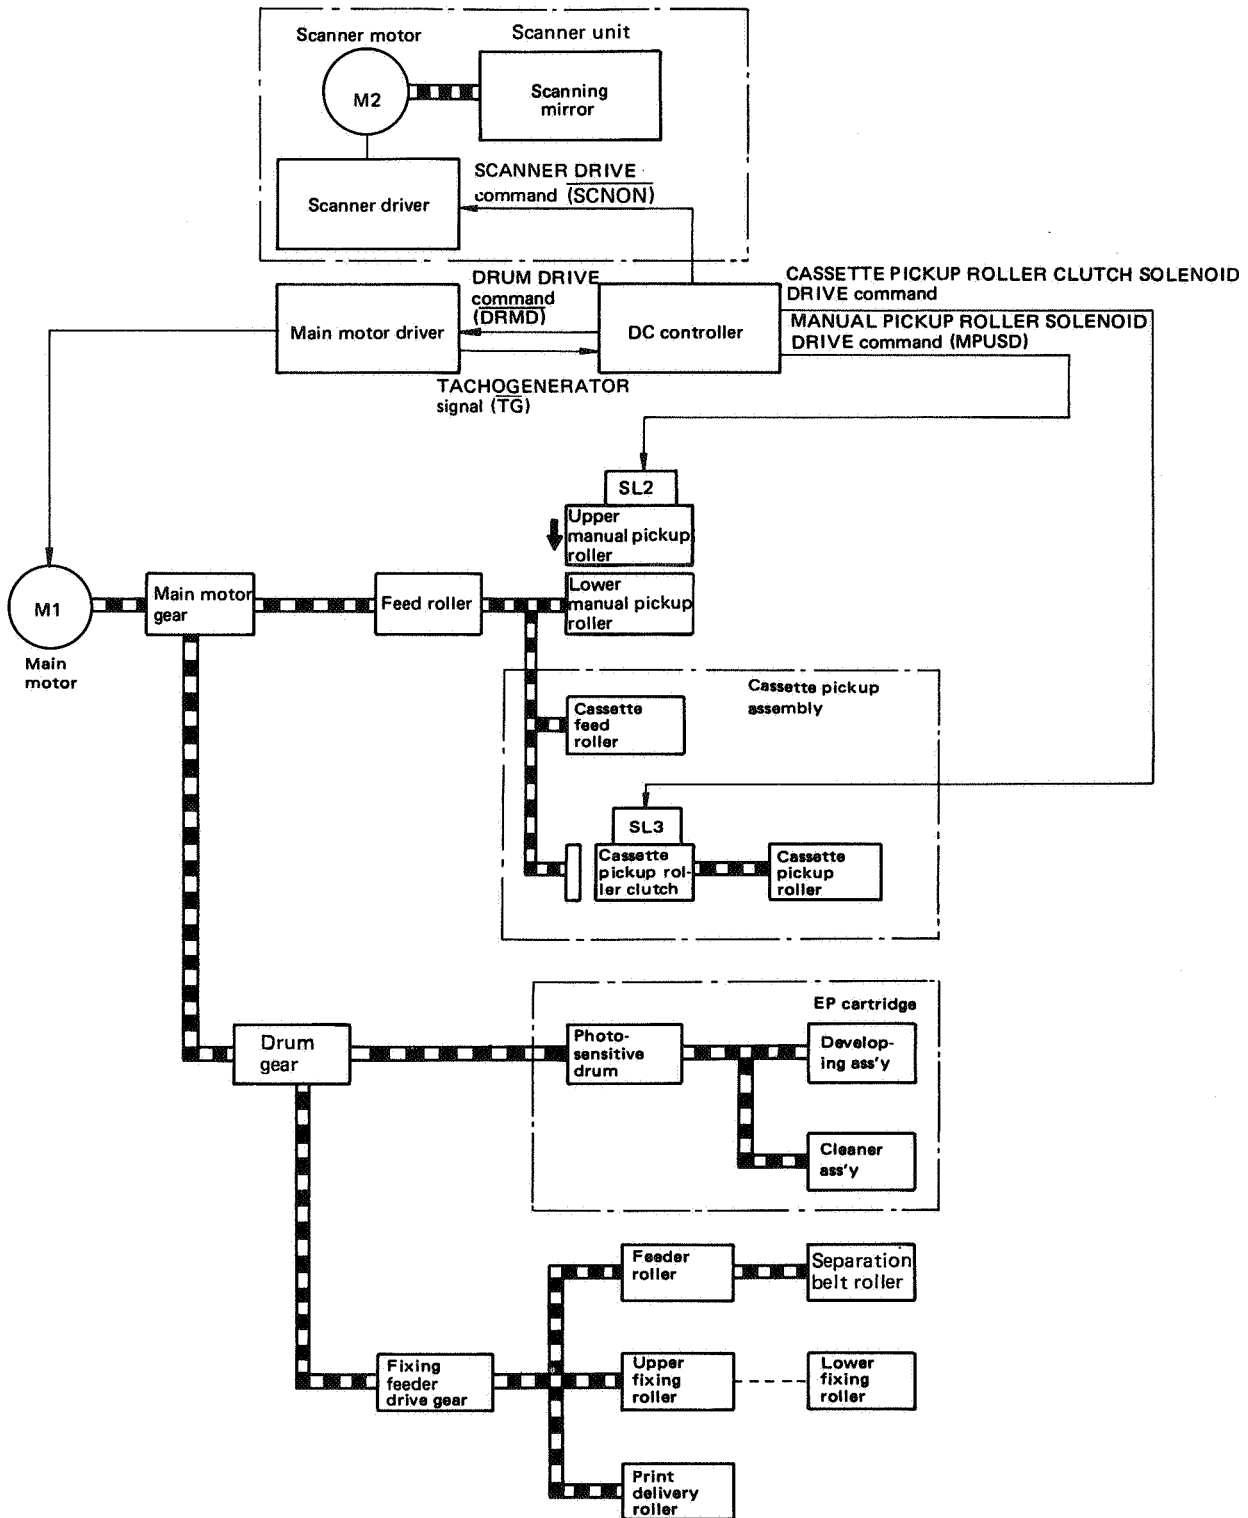 Scanner motor
Scanner unit
M2
Scanning
mirror
SCANNER DRIVE
command (SCNON)
Scanner driver
DRUM DRIVE
command
(DRMD)
CASSETTE PICKUP ROLLER CLUTCH SOLENOID
DRIVE command
MANUAL PICKUP ROLLER SOLENOID
DRIVE command (MPUSD)
Main motor driver
DC controller
TACHOGENERATOR
signal (TG)
SL2
Upper
manual pickup
roller
M1
Main
motor
Main motor
gear
Feed roller
Lower
manual pickup
roller
Cassette pickup
assembly
Cassette
feed
roller
SL3
Cassette
pickup rol-
ler clutch
Cassette
pickup
roller
EP cartridge
Drum
gear
Photo-
sensitive
drum
Develop-
ing ass'y
Cleaner
ass'y
Feeder
roller
Separation
belt roller
Fixing
feeder
drive gear
Upper
fixing
roller
Lower
fixing
roller
Print
delivery
roller